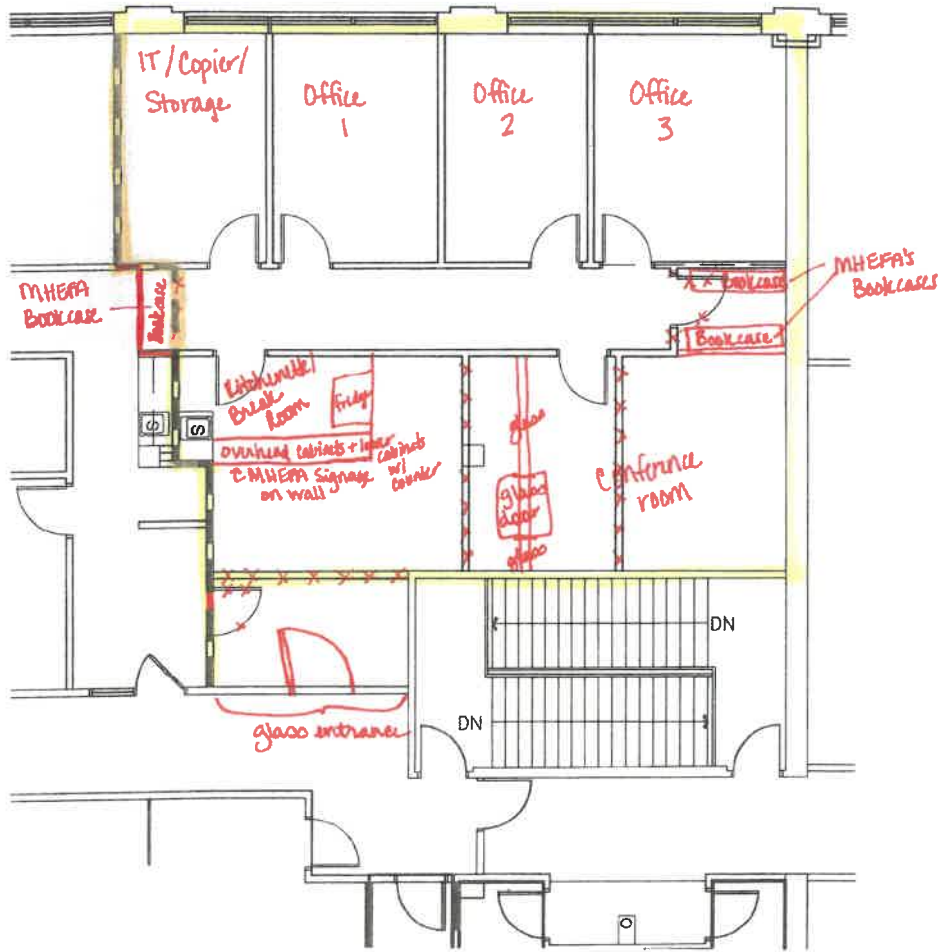 IT/Copier/
Storage
Office
1
Office
2
Office
3
MHEFA
Bookcase
Bookcase
Bookcase
Bookcase
MHEFA's
Bookcases
Kitchenette/
Break
Room
fridge
overhead cabinets + lower cabinets
w/
counter
C MHEFA Signage
on wall
S
S
glass
glass
door
glass
Conference
room
DN
DN
glass entrance